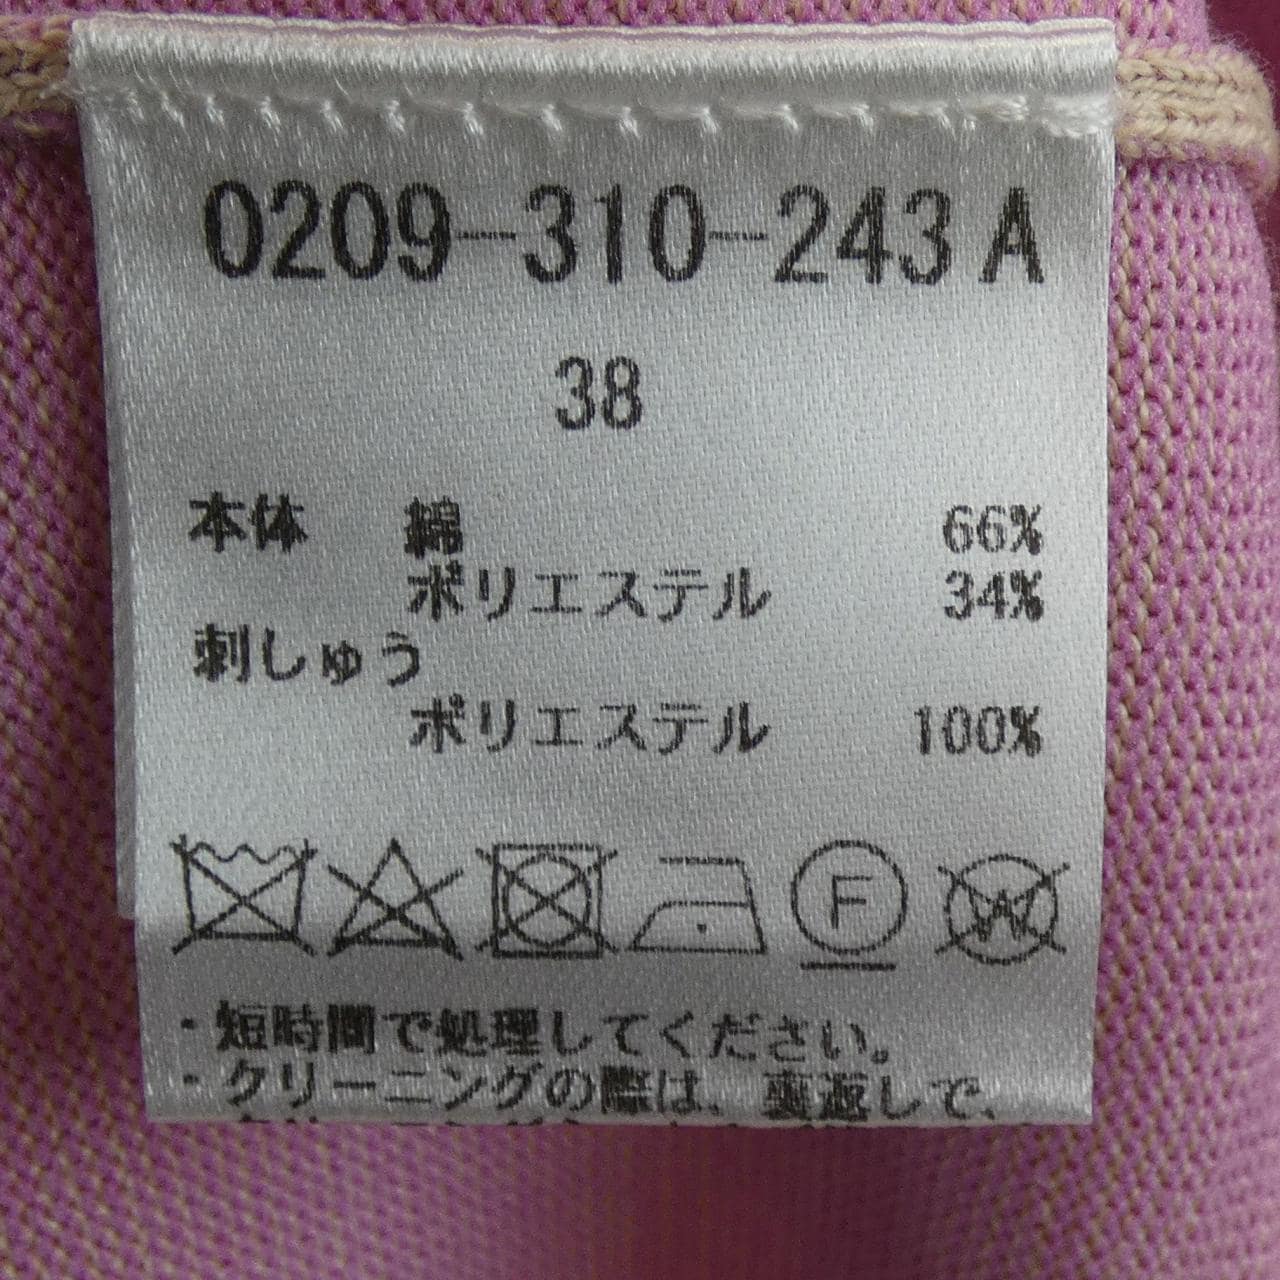 0209-310-243 A
38
本体 綿 66%
ポリエステル 34%
刺しゅう
ポリエステル 100%
F W
・短時間で処理してください。
・クリーニングの際は、裏返しで、